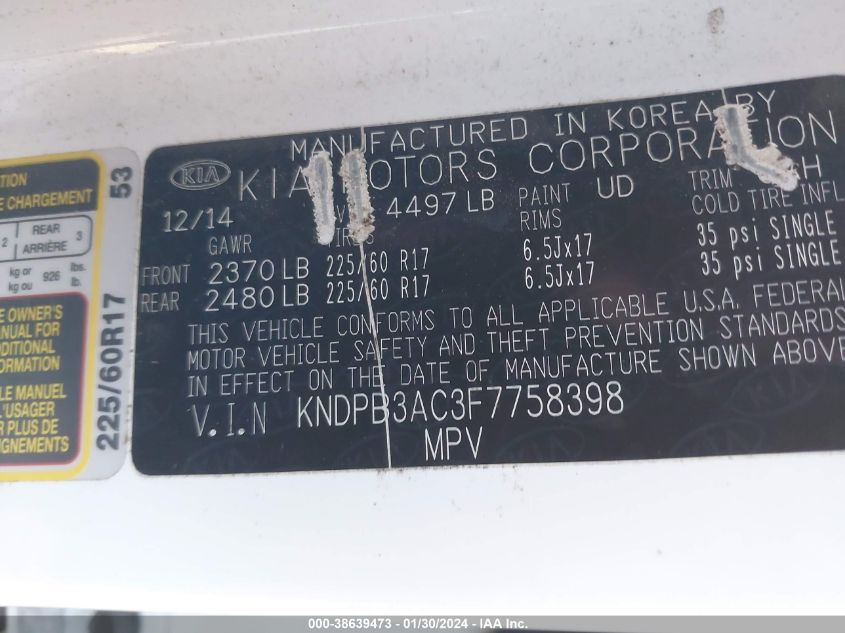 TION
E CHARGEMENT
53
2 REAR ARRIÈRE 3
kg or kg ou 926 lbs. lb.
E OWNER'S
ANUAL FOR
DDITIONAL
FORMATION
LE MANUEL
L'USAGER
R PLUS DE
IGNEMENTS
225/60R17
MANUFACTURED IN KOREA BY
KIA KIA MOTORS CORPORATION
12/14 4497 LB PAINT UD TRIM
GAWR RIMS COLD TIRE INFL
FRONT 2370 LB 225/60 R17 6.5Jx17 35 psi SINGLE
REAR 2480 LB 225/60 R17 6.5Jx17 35 psi SINGLE
THIS VEHICLE CONFORMS TO ALL APPLICABLE U.S.A. FEDERAL
MOTOR VEHICLE SAFETY AND THEFT PREVENTION STANDARDS
IN EFFECT ON THE DATE OF MANUFACTURE SHOWN ABOVE
V.I.N KNDPB3AC3F7758398
MPV
000-38639473 - 01/30/2024 - IAA Inc.